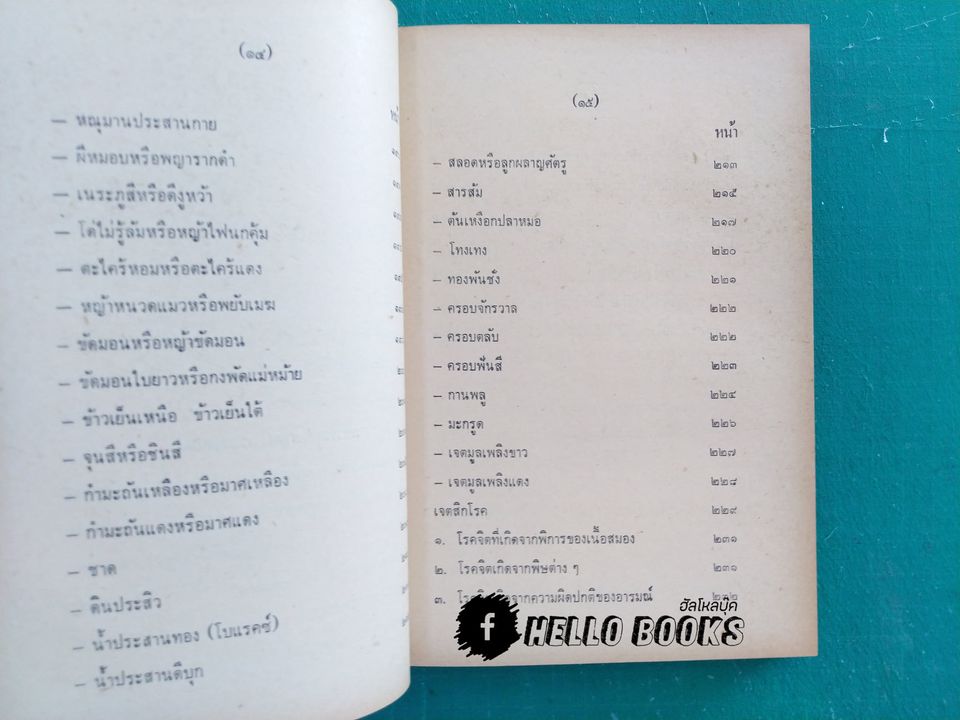 (๑๔)
— หณุมานประสานกาย
— ผีหมอบหรือพญารากดำ
— เนระภูสีหรือดีงูหว้า
— โด่ไม่รู้ล้มหรือหญ้าไฟนกคุ้ม
— ตะไคร้หอมหรือตะไคร้แดง
— หญ้าหนวดแมวหรือพยับเมฆ
— ขัดมอนหรือหญ้าขัดมอน
— ขัดมอนใบยาวหรือกงพัดแม่หม้าย
— ข้าวเย็นเหนือ ข้าวเย็นใต้
— จุนสีหรือชินสี
— กำมะถันเหลืองหรือมาศเหลือง
— กำมะถันแดงหรือมาศแดง
— ชาด
— ดินประสิว
— น้ำประสานทอง (โบแรคซ์)
— น้ำประสานดีบุก
(๑๕)
หน้า
— สลอดหรือลูกผลาญศัตรู ๒๑๓
— สารส้ม ๒๑๕
— ต้นเหงือกปลาหมอ ๒๑๗
— โทงเทง ๒๒๐
— ทองพันชั่ง ๒๒๑
— ครอบจักรวาล ๒๒๒
— ครอบตลับ ๒๒๒
— ครอบฟันสี ๒๒๓
— กานพลู ๒๒๔
— มะกรูด ๒๒๖
— เจตมูลเพลิงขาว ๒๒๗
— เจตมูลเพลิงแดง ๒๒๘
เจตสิกโรค ๒๒๙
๑. โรคจิตที่เกิดจากพิการของเนื้อสมอง ๒๓๑
๒. โรคจิตเกิดจากพิษต่าง ๆ ๒๓๑
๓. จากความผิดปกติของอารมณ์
ฮัลโหลบุ๊ค
f HELLO BOOKS